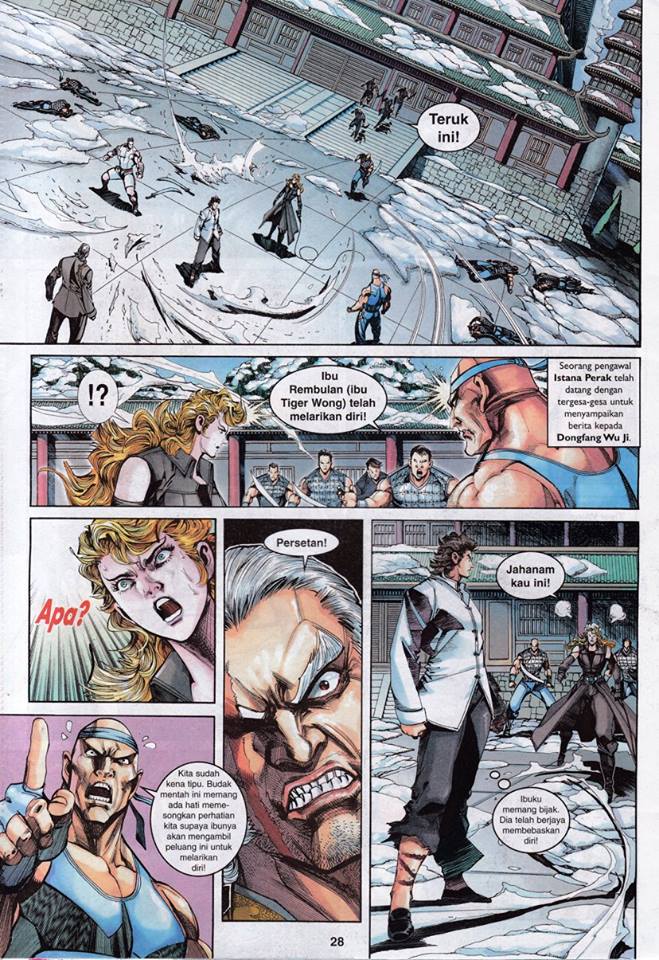 Teruk
ini!
!?
Ibu
Rembulan (ibu
Tiger Wong) telah
melarikan diri!
Seorang pengawal
Istana Perak telah
datang dengan
tergesa-gesa untuk
menyampaikan
berita kepada
Dongfang Wu Ji.
Apa?
Persetan!
Jahanam
kau ini!
Kita sudah
kena tipu. Budak
mentah ini memang
ada hati meme-
songkan perhatian
kita supaya ibunya
akan mengambil
peluang ini untuk
melarikan
diri!
Ibuku
memang bijak.
Dia telah berjaya
membebaskan
diri!
28